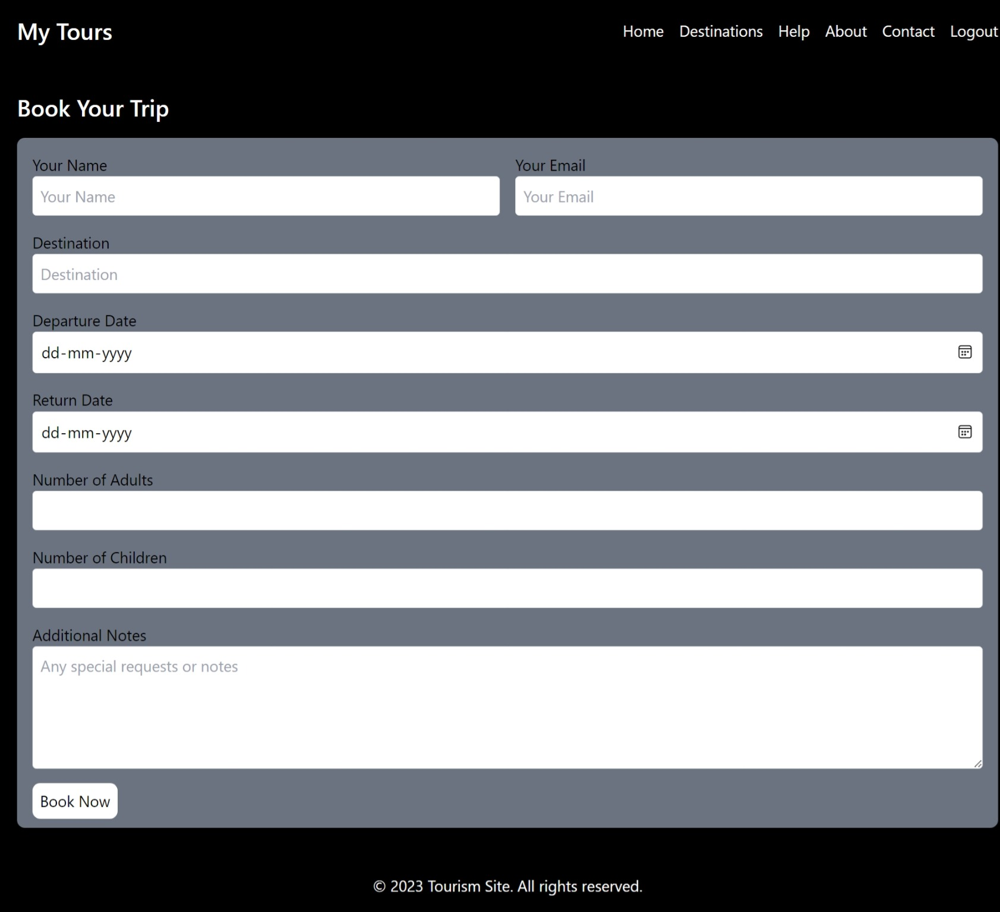 My Tours
Home Destinations Help About Contact Logout
Book Your Trip
Your Name Your Email
Your Name Your Email
Destination
Destination
Departure Date
dd-mm-yyyy
Return Date
dd-mm-yyyy
Number of Adults
Number of Children
Additional Notes
Any special requests or notes
Book Now
© 2023 Tourism Site. All rights reserved.